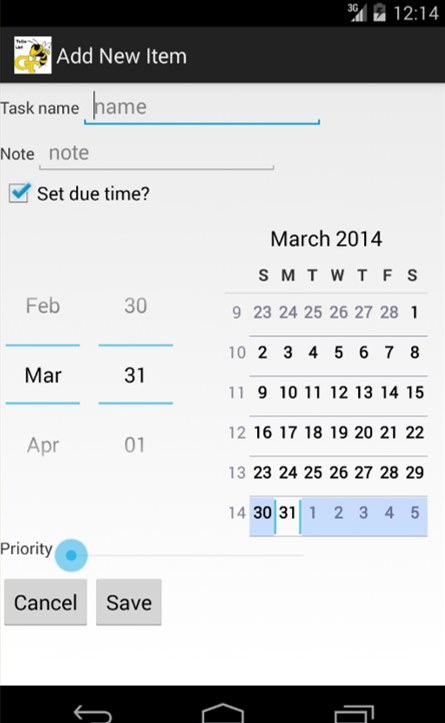 3G 12:14
ToDo List GT Add New Item
Task name name
Note note
Set due time?
March 2014
S M T W T F S
Feb 30
9 23 24 25 26 27 28 1
10 2 3 4 5 6 7 8
Mar 31
11 9 10 11 12 13 14 15
12 16 17 18 19 20 21 22
Apr 01
13 23 24 25 26 27 28 29
14 30 31 1 2 3 4 5
Priority
Cancel Save